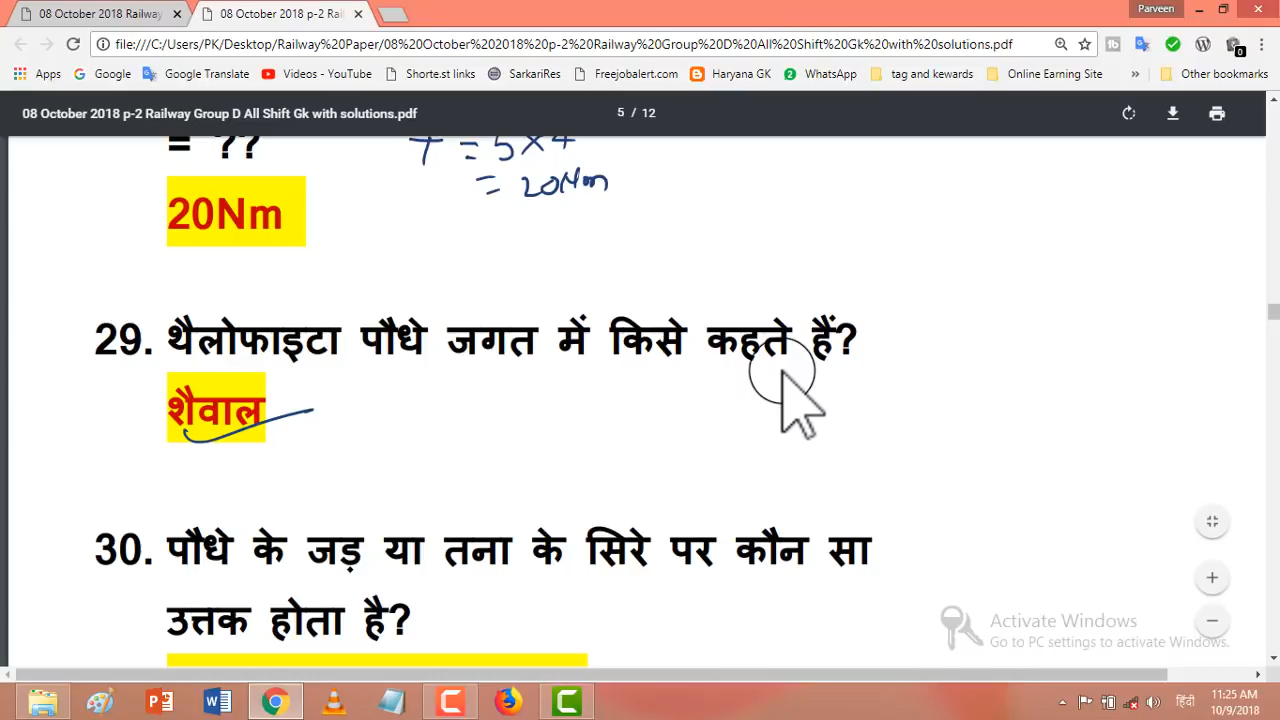 08 October 2018 Railway
08 October 2018 p-2 Rai
Parveen
file:///C:/Users/PK/Desktop/Railway%20Paper/08%20October%202018%20p-2%20Railway%20Group%20D%20All%20Shift%20Gk%20with%20solutions.pdf
Apps Google Google Translate Videos - YouTube Shorte.st links SarkariRes Freejobalert.com Haryana GK WhatsApp tag and kewards Online Earning Site » Other bookmarks
08 October 2018 p-2 Railway Group D All Shift Gk with solutions.pdf 5 / 12
= ??
T = 5×4
= 20Nm
20Nm
29. थैलोफाइटा पौधे जगत में किसे कहते हैं?
शैवाल
30. पौधे के जड़ या तना के सिरे पर कौन सा
उत्तक होता है?
Activate Windows
Go to PC settings to activate Windows.
हिंदी
11:25 AM
10/9/2018